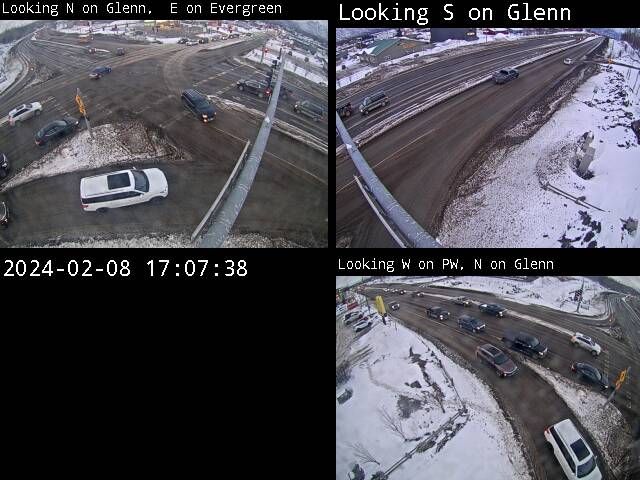 Looking N on Glenn,  E on Evergreen
Looking S on Glenn
2024-02-08 17:07:38
Looking W on PW, N on Glenn